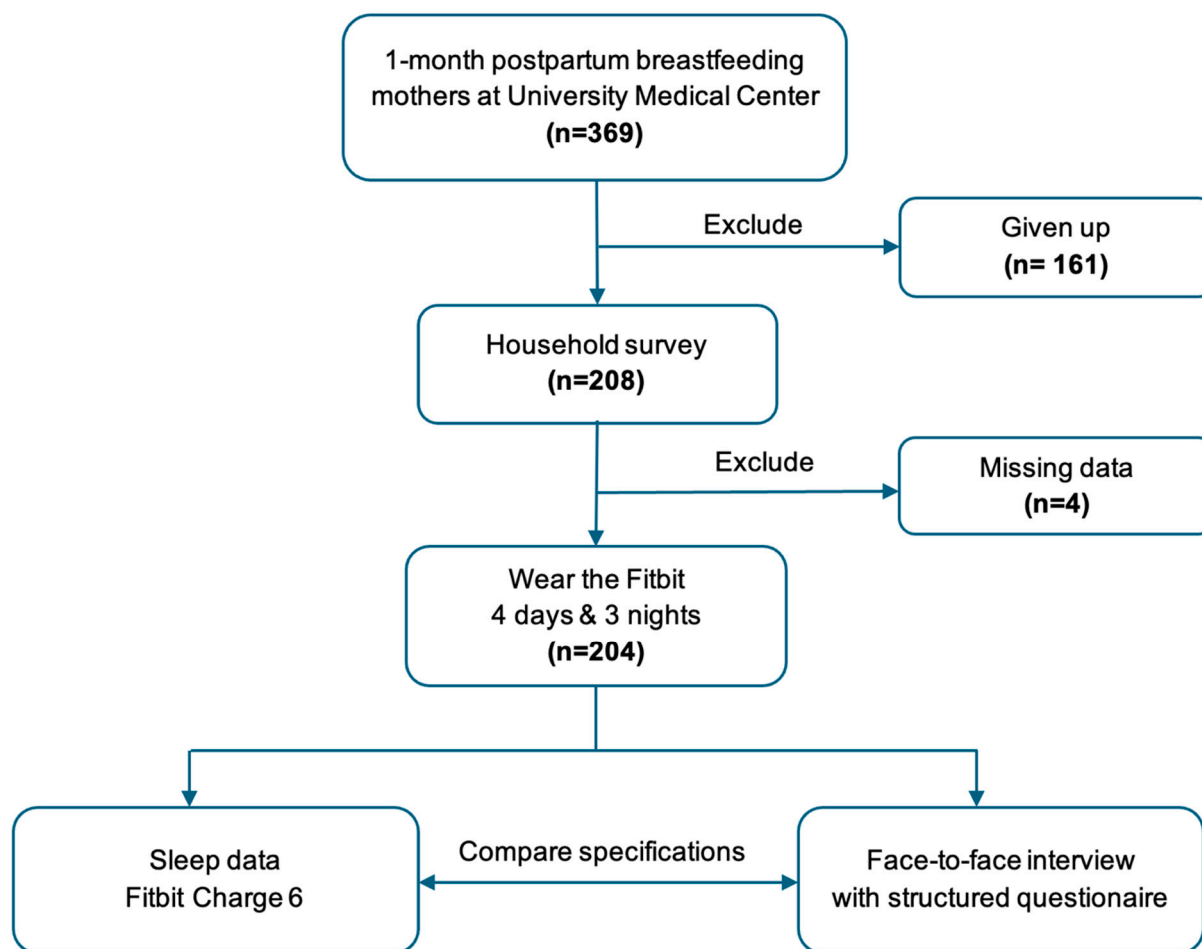 1-month postpartum breastfeeding
mothers at University Medical Center
(n=369)
Exclude
Given up
(n= 161)
Household survey
(n=208)
Exclude
Missing data
(n=4)
Wear the Fitbit
4 days & 3 nights
(n=204)
Sleep data
Fitbit Charge 6
Compare specifications
Face-to-face interview
with structured questionaire